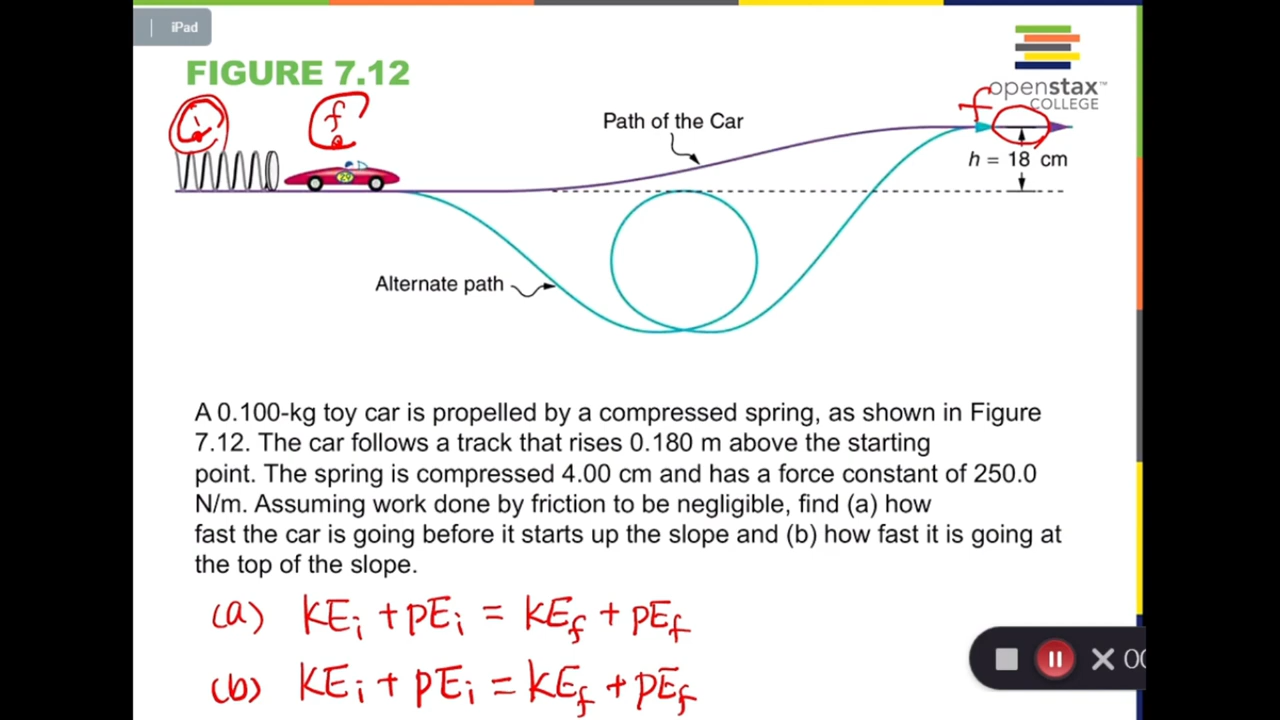 iPad
FIGURE 7.12
openstax™
COLLEGE
i
f
f
Path of the Car
h = 18 cm
29
Alternate path
A 0.100-kg toy car is propelled by a compressed spring, as shown in Figure
7.12. The car follows a track that rises 0.180 m above the starting
point. The spring is compressed 4.00 cm and has a force constant of 250.0
N/m. Assuming work done by friction to be negligible, find (a) how
fast the car is going before it starts up the slope and (b) how fast it is going at
the top of the slope.
(a) KEi + PEi = KEf + PEf
(b) KEi + PEi = KEf + PEf
00